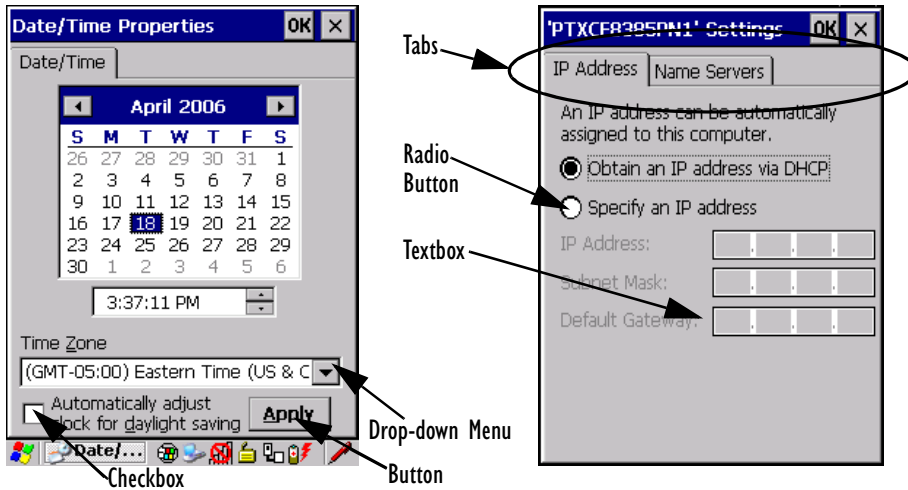 Date/Time Properties OK ×
Date/Time
April 2006
S M T W T F S
26 27 28 29 30 31 1
2 3 4 5 6 7 8
9 10 11 12 13 14 15
16 17 18 19 20 21 22
23 24 25 26 27 28 29
30 1 2 3 4 5 6
3:37:11 PM
Time Zone
(GMT-05:00) Eastern Time (US & C
Automatically adjust
clock for daylight saving
Apply
Date/...
Checkbox
Button
Drop-down Menu
Tabs
Radio
Button
Textbox
'PTXCF8385PN1' Settings OK ×
IP Address Name Servers
An IP address can be automatically
assigned to this computer.
Obtain an IP address via DHCP
Specify an IP address
IP Address:
Subnet Mask:
Default Gateway: